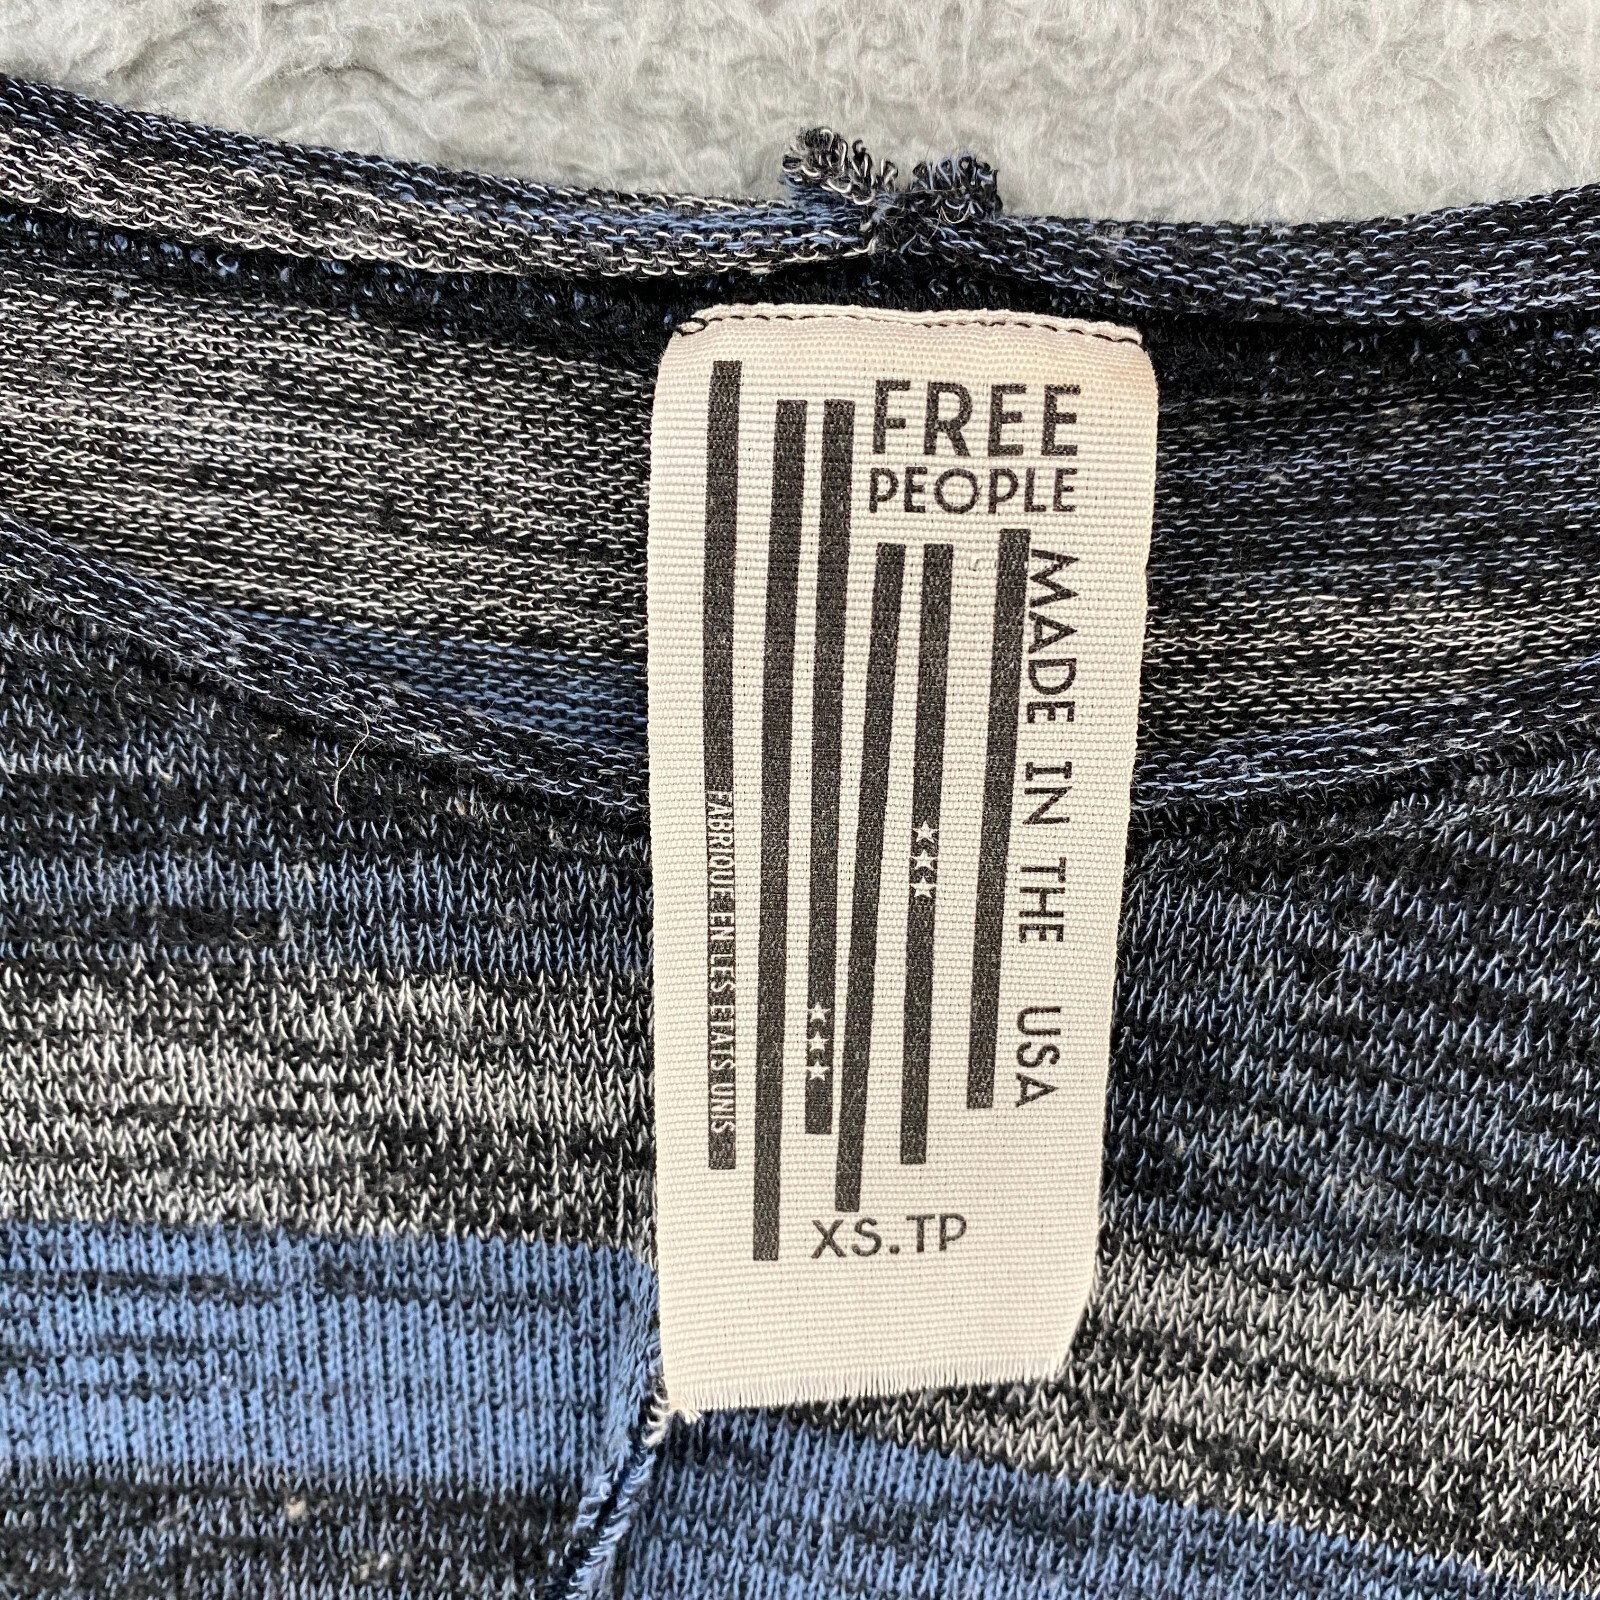 FREE
PEOPLE
MADE IN THE USA
FABRIQUE EN LES ETATS UNIS
XS.TP